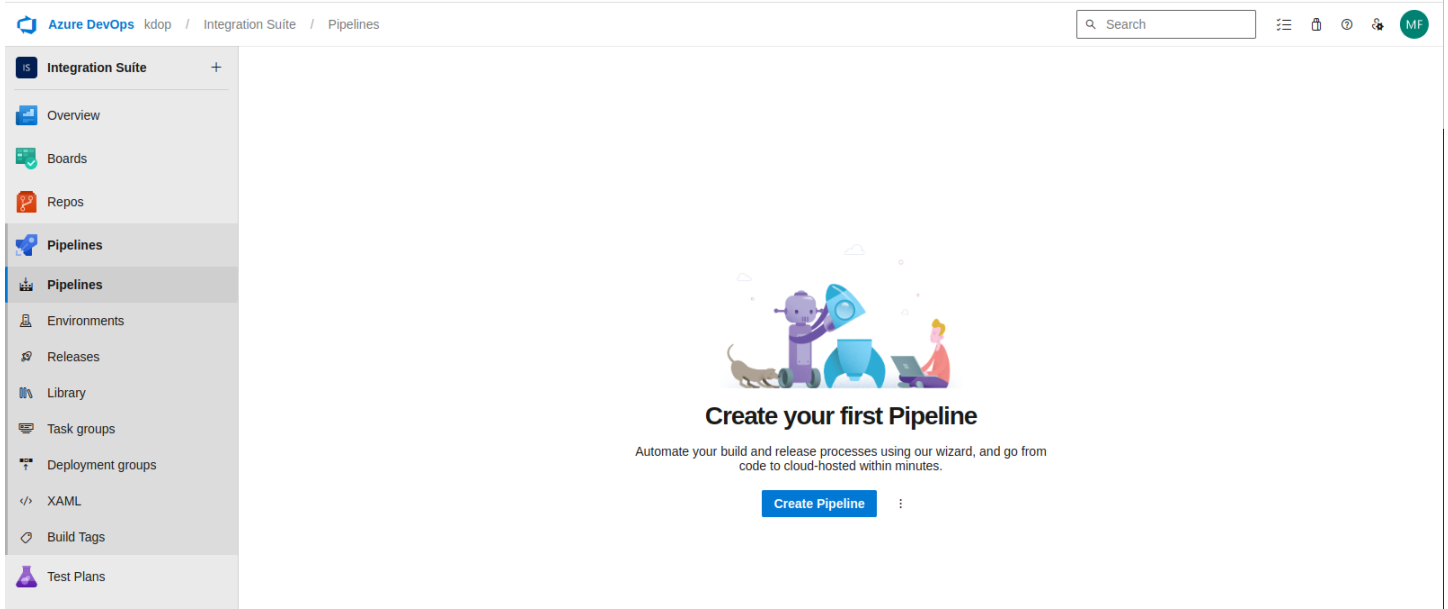 Azure DevOps kdop / Integration Suíte / Pipelines Search MF
IS Integration Suíte +
Overview
Boards
Repos
Pipelines
Pipelines
Environments
Releases
Library
Task groups
Deployment groups
XAML
Build Tags
Test Plans
Create your first Pipeline
Automate your build and release processes using our wizard, and go from
code to cloud-hosted within minutes.
Create Pipeline